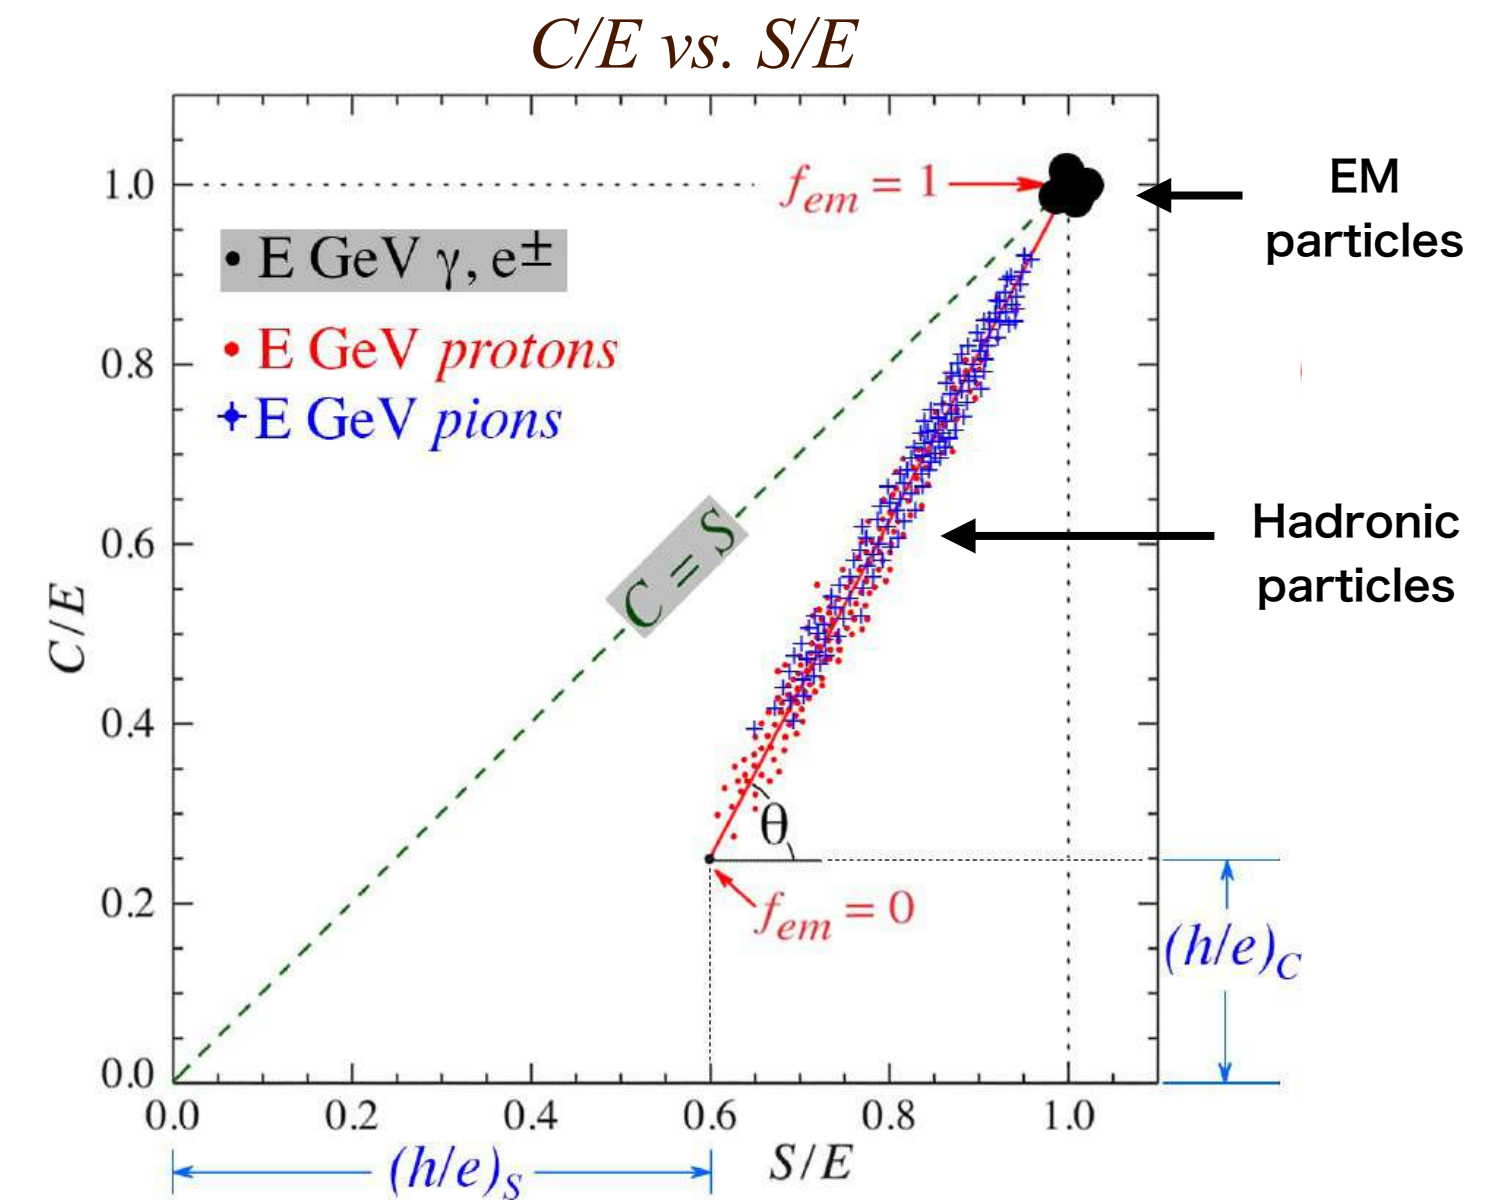 C/E vs. S/E
1.0
f_em = 1
EM
particles
• E GeV γ, e±
• E GeV protons
E GeV pions
0.8
C = S
0.6
Hadronic
particles
C/E
0.4
θ
0.2
f_em = 0
(h/e)_C
0.0
0.0 0.2 0.4 0.6 0.8 1.0
(h/e)_S
S/E